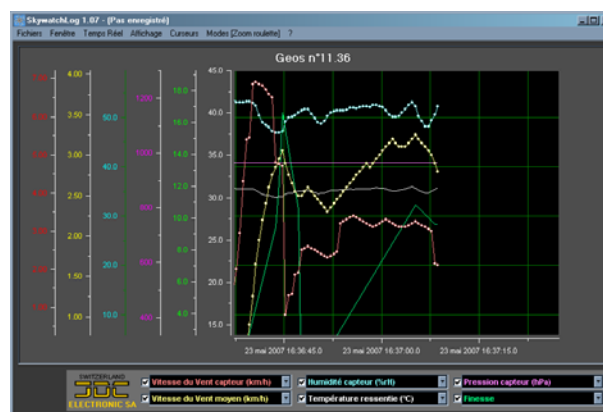 SkywatchLog 1.07 - (Pas enregistré)
Fichiers Fenêtre Temps Réel Affichage Curseurs Modes [Zoom roulette] ?
Geos n°11.36
4.00 45.0
1200 18.0
50.0 40.0
3.50 16.0
3.00 40.0 1000 14.0 35.0
12.0
2.50 30.0 800 10.0 30.0
2.00 8.0 25.0
20.0 600
1.50 6.0 20.0
1.00 10.0 400 4.0 15.0
23 mai 2007 16:36:45.0 23 mai 2007 16:37:00.0 23 mai 2007 16:37:15.0
SWITZERLAND
JDC
ELECTRONIC SA
Vitesse du Vent capteur (km/h) Humidité capteur (%rH) Pression capteur (hPa)
Vitesse du Vent moyen (km/h) Température ressentie (°C) Finesse